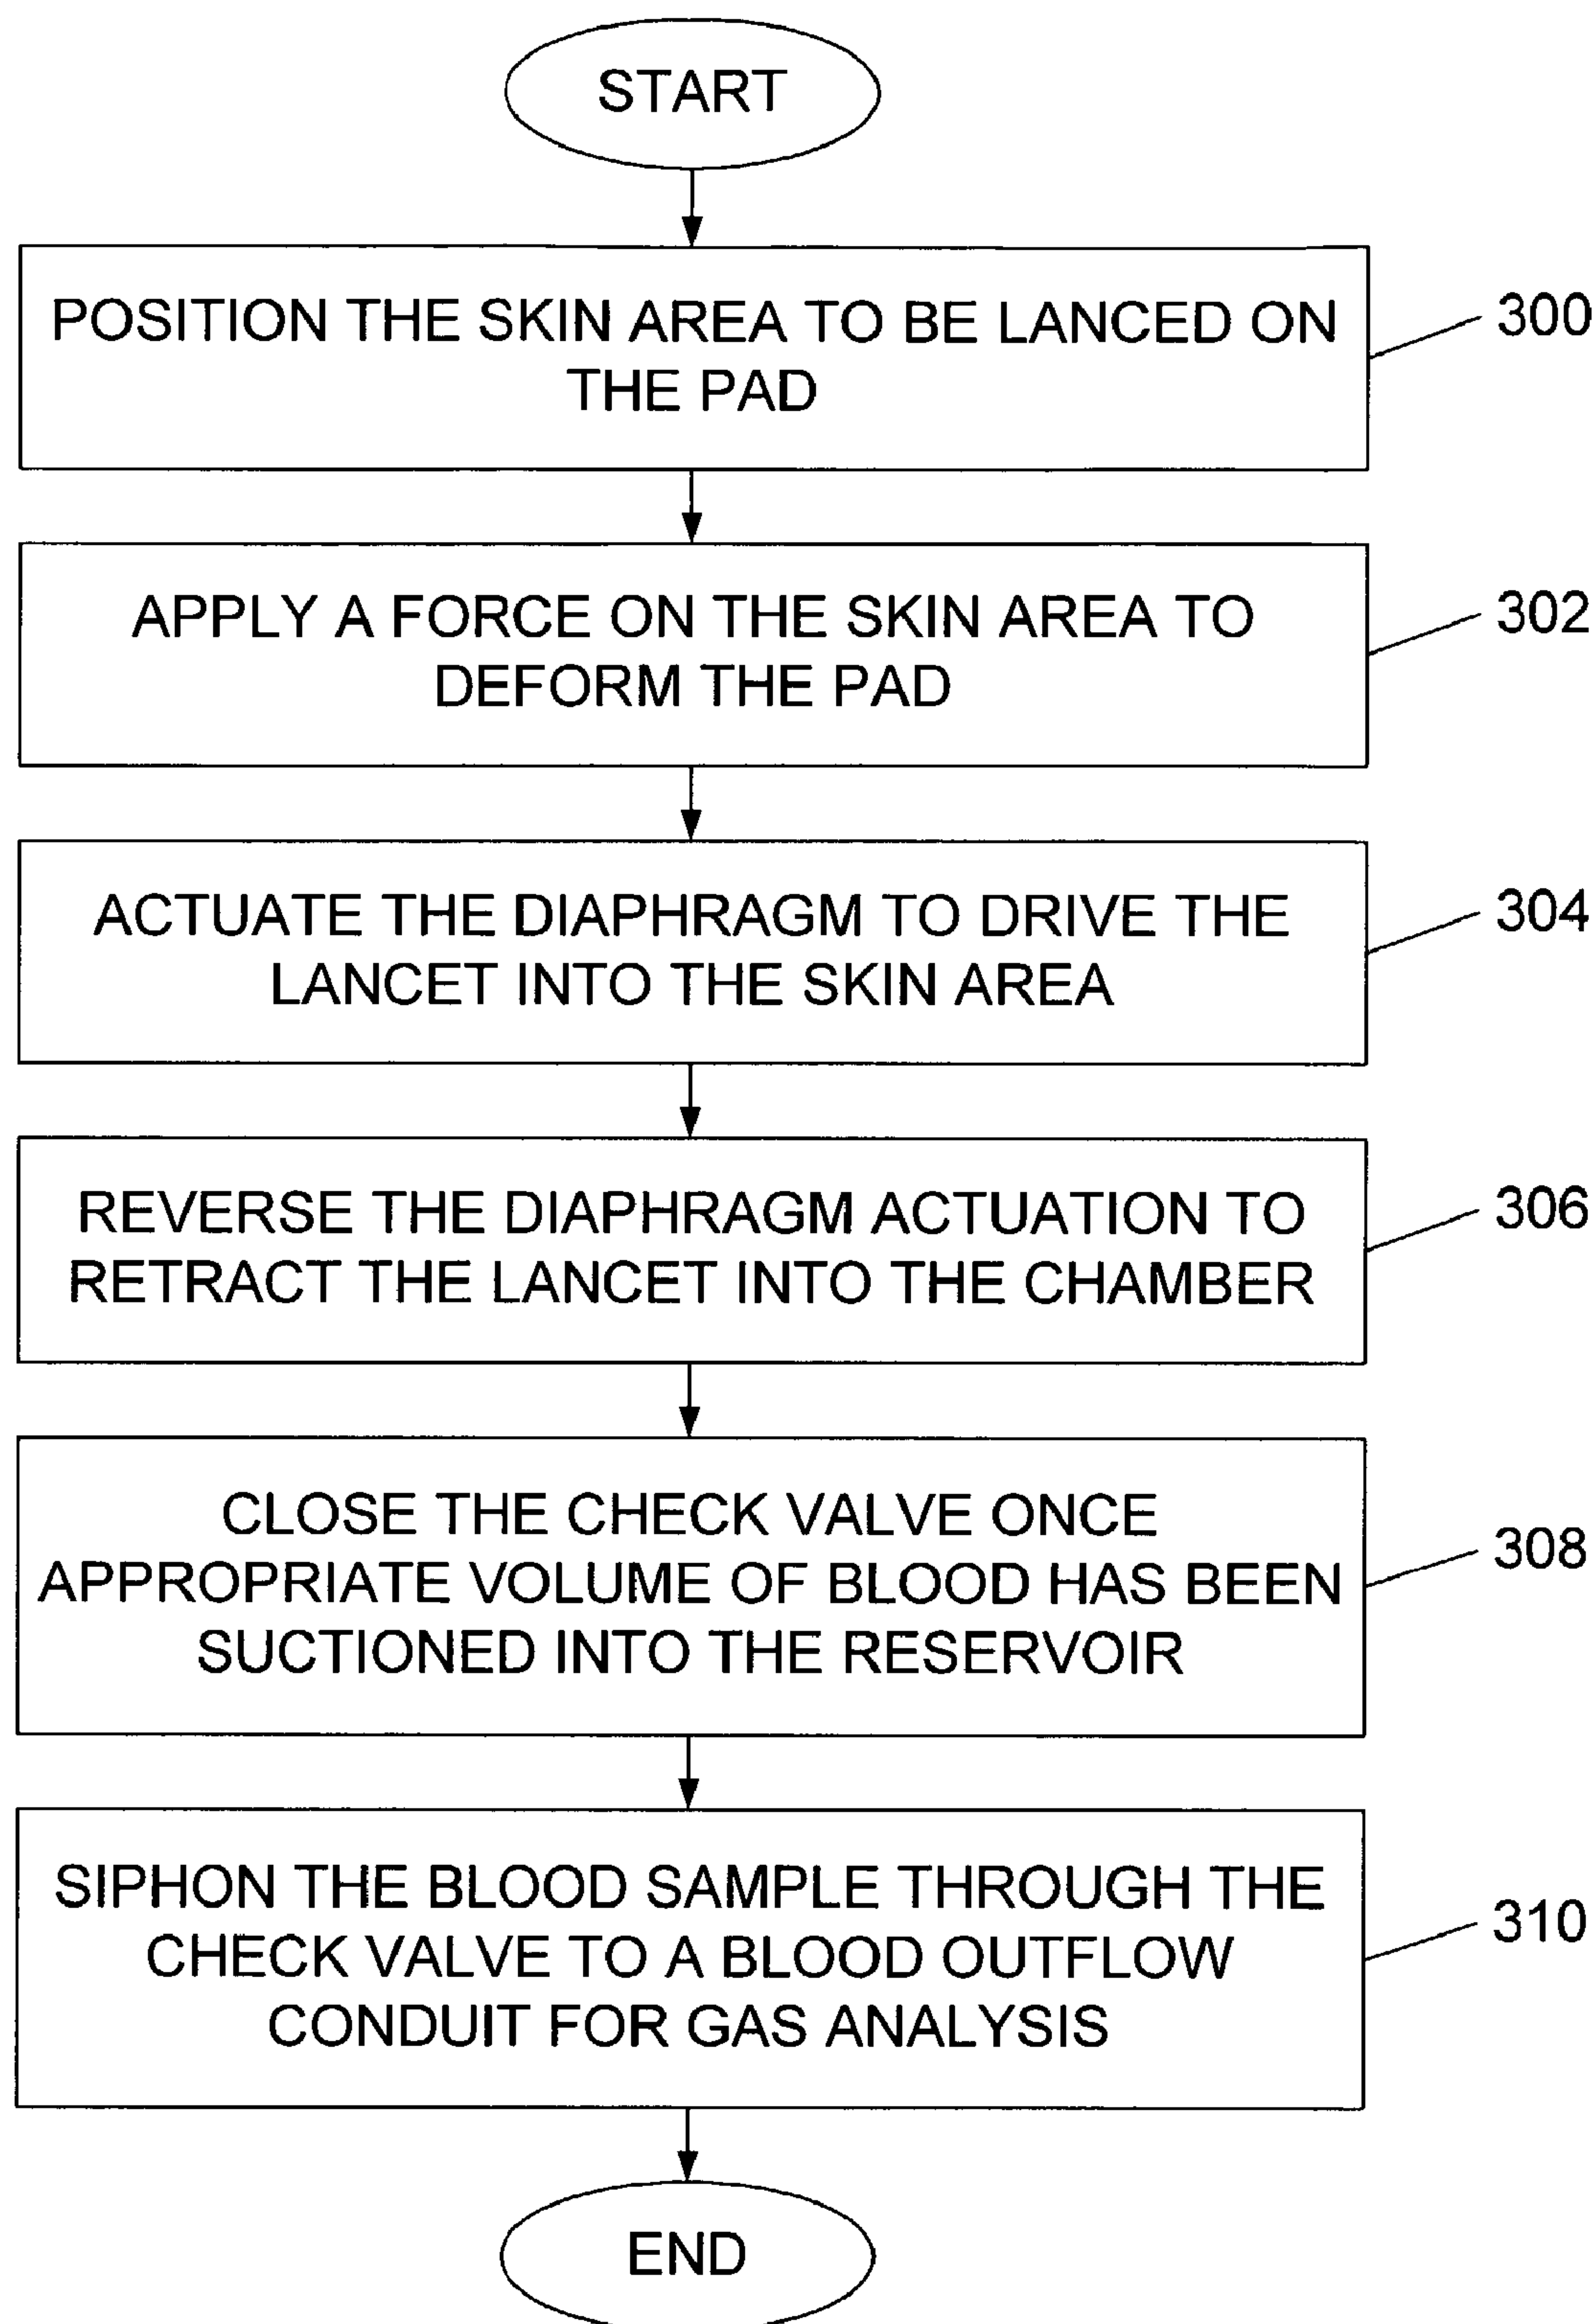 START
POSITION THE SKIN AREA TO BE LANCED ON
THE PAD
300
APPLY A FORCE ON THE SKIN AREA TO
DEFORM THE PAD
302
ACTUATE THE DIAPHRAGM TO DRIVE THE
LANCET INTO THE SKIN AREA
304
REVERSE THE DIAPHRAGM ACTUATION TO
RETRACT THE LANCET INTO THE CHAMBER
306
CLOSE THE CHECK VALVE ONCE
APPROPRIATE VOLUME OF BLOOD HAS BEEN
SUCTIONED INTO THE RESERVOIR
308
SIPHON THE BLOOD SAMPLE THROUGH THE
CHECK VALVE TO A BLOOD OUTFLOW
CONDUIT FOR GAS ANALYSIS
310
END